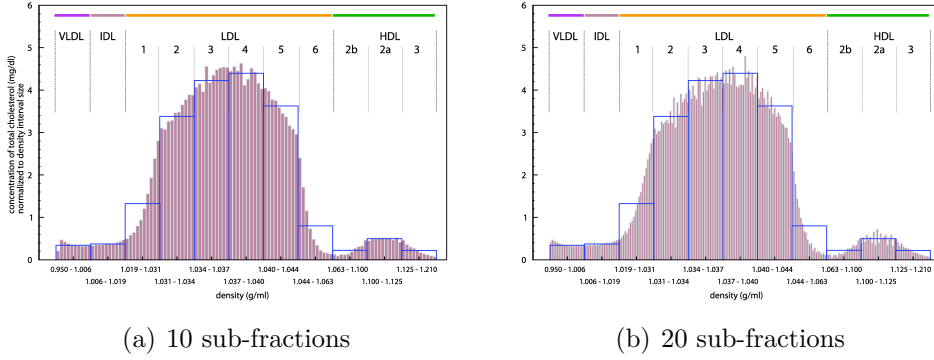 6
5
4
3
2
1
0
concentration of total cholesterol (mg/dl)
normalized to density interval size
VLDL IDL LDL HDL
1 2 3 4 5 6 2b 2a 3
0.950 - 1.006 1.019 - 1.031 1.034 - 1.037 1.040 - 1.044 1.063 - 1.100 1.125 - 1.210
1.006 - 1.019 1.031 - 1.034 1.037 - 1.040 1.044 - 1.063 1.100 - 1.125
density (g/ml)
(a) 10 sub-fractions
6
5
4
3
2
1
0
VLDL IDL LDL HDL
1 2 3 4 5 6 2b 2a 3
0.950 - 1.006 1.019 - 1.031 1.034 - 1.037 1.040 - 1.044 1.063 - 1.100 1.125 - 1.210
1.006 - 1.019 1.031 - 1.034 1.037 - 1.040 1.044 - 1.063 1.100 - 1.125
density (g/ml)
(b) 20 sub-fractions